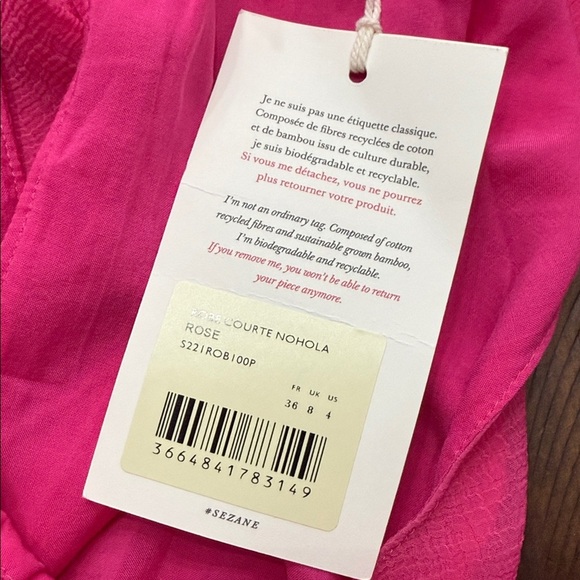 Je ne suis pas une étiquette classique.
Composée de fibres recyclées de coton
et de bambou issu de culture durable,
je suis biodégradable et recyclable.
Si vous me détachez, vous ne pourrez
plus retourner votre produit.
I'm not an ordinary tag. Composed of cotton
recycled fibres and sustainable grown bamboo,
I'm biodegradable and recyclable.
If you remove me, you won't be able to return
your piece anymore.
COURTE NOHOLA
ROSE
S221ROB100P
FR UK US
36 8 4
3664841783149
#SEZANE